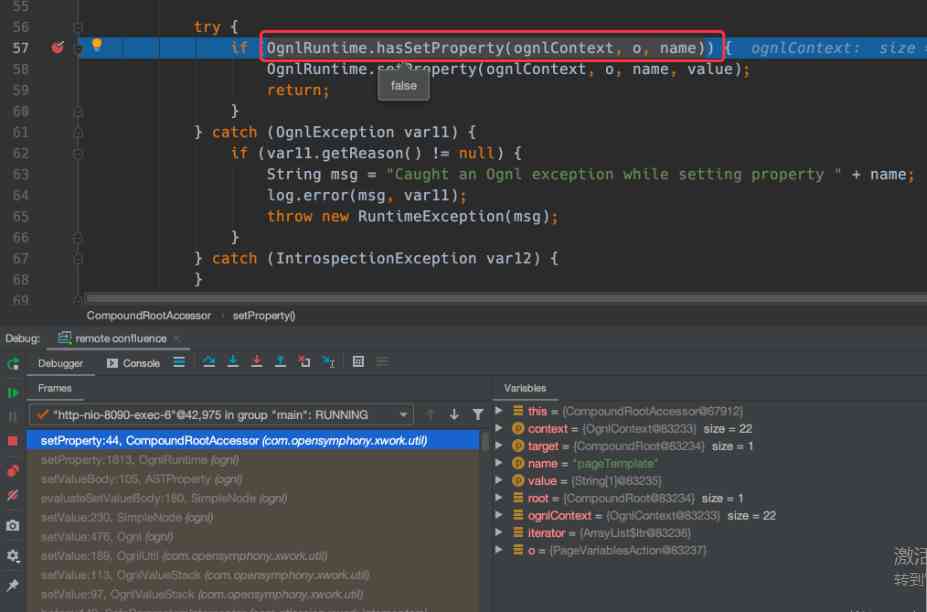 55
56 try {
57 if (OgnlRuntime.hasSetProperty(ognlContext, o, name)) { ognlContext: size =
58 OgnlRuntime.setProperty(ognlContext, o, name, value);
false
59 return;
60 }
61 } catch (OgnlException var11) {
62 if (var11.getReason() != null) {
63 String msg = "Caught an Ognl exception while setting property " + name;
64 log.error(msg, var11);
65 throw new RuntimeException(msg);
66 }
67 } catch (IntrospectionException var12) {
68 }
69
CompoundRootAccessor › setProperty()
Debug: remote confluence ×
Debugger Console
Frames
Variables
"http-nio-8090-exec-6"@42,975 in group "main": RUNNING
setProperty:44, CompoundRootAccessor (com.opensymphony.xwork.util)
setProperty:1813, OgnlRuntime (ognl)
setValueBody:105, ASTProperty (ognl)
evaluateSetValueBody:180, SimpleNode (ognl)
setValue:230, SimpleNode (ognl)
setValue:476, Ognl (ognl)
setValue:189, OgnlUtil (com.opensymphony.xwork.util)
setValue:113, OgnlValueStack (com.opensymphony.xwork.util)
setValue:97, OgnlValueStack (com.opensymphony.xwork.util)
this = {CompoundRootAccessor@67912}
context = {OgnlContext@83233} size = 22
target = {CompoundRoot@83234} size = 1
name = "pageTemplate"
value = {String[1]@83235}
root = {CompoundRoot@83234} size = 1
ognlContext = {OgnlContext@83233} size = 22
iterator = {ArrayList$Itr@83236}
o = {PageVariablesAction@83237}
激活
转到"